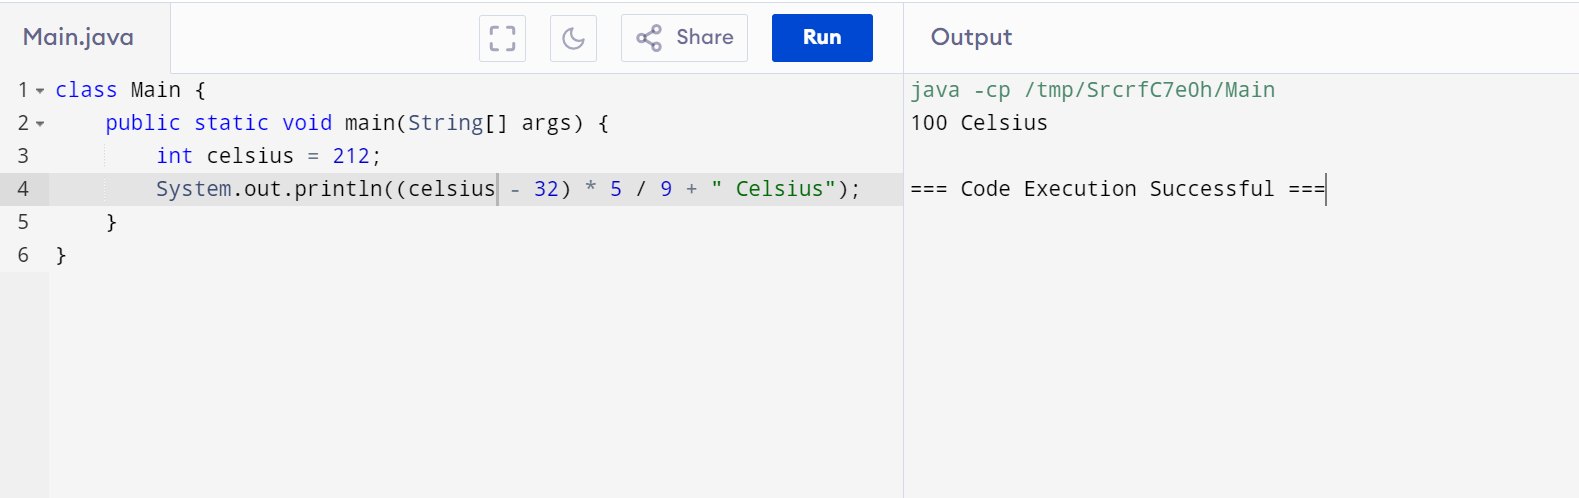 Main.java
Share
Run
Output
1 class Main {
2 public static void main(String[] args) {
3 int celsius = 212;
4 System.out.println((celsius - 32) * 5 / 9 + " Celsius");
5 }
6 }
java -cp /tmp/SrcrfC7e0h/Main
100 Celsius
=== Code Execution Successful ===